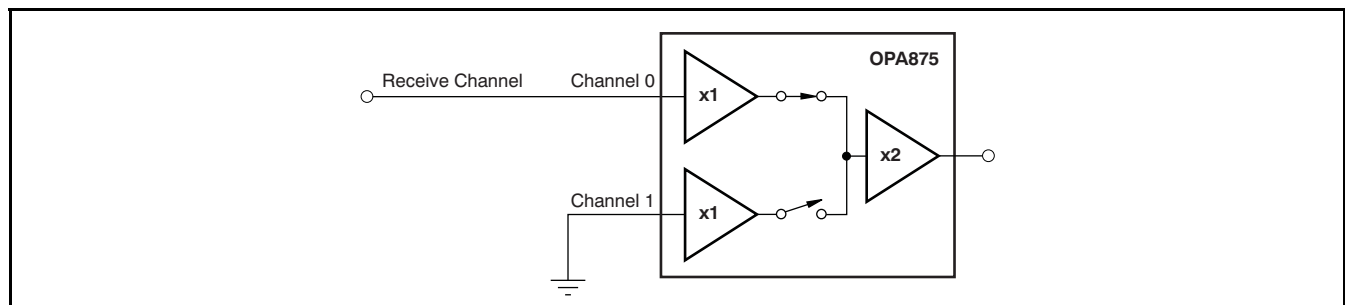 OPA875
Receive Channel
Channel 0
x1
x2
Channel 1
x1